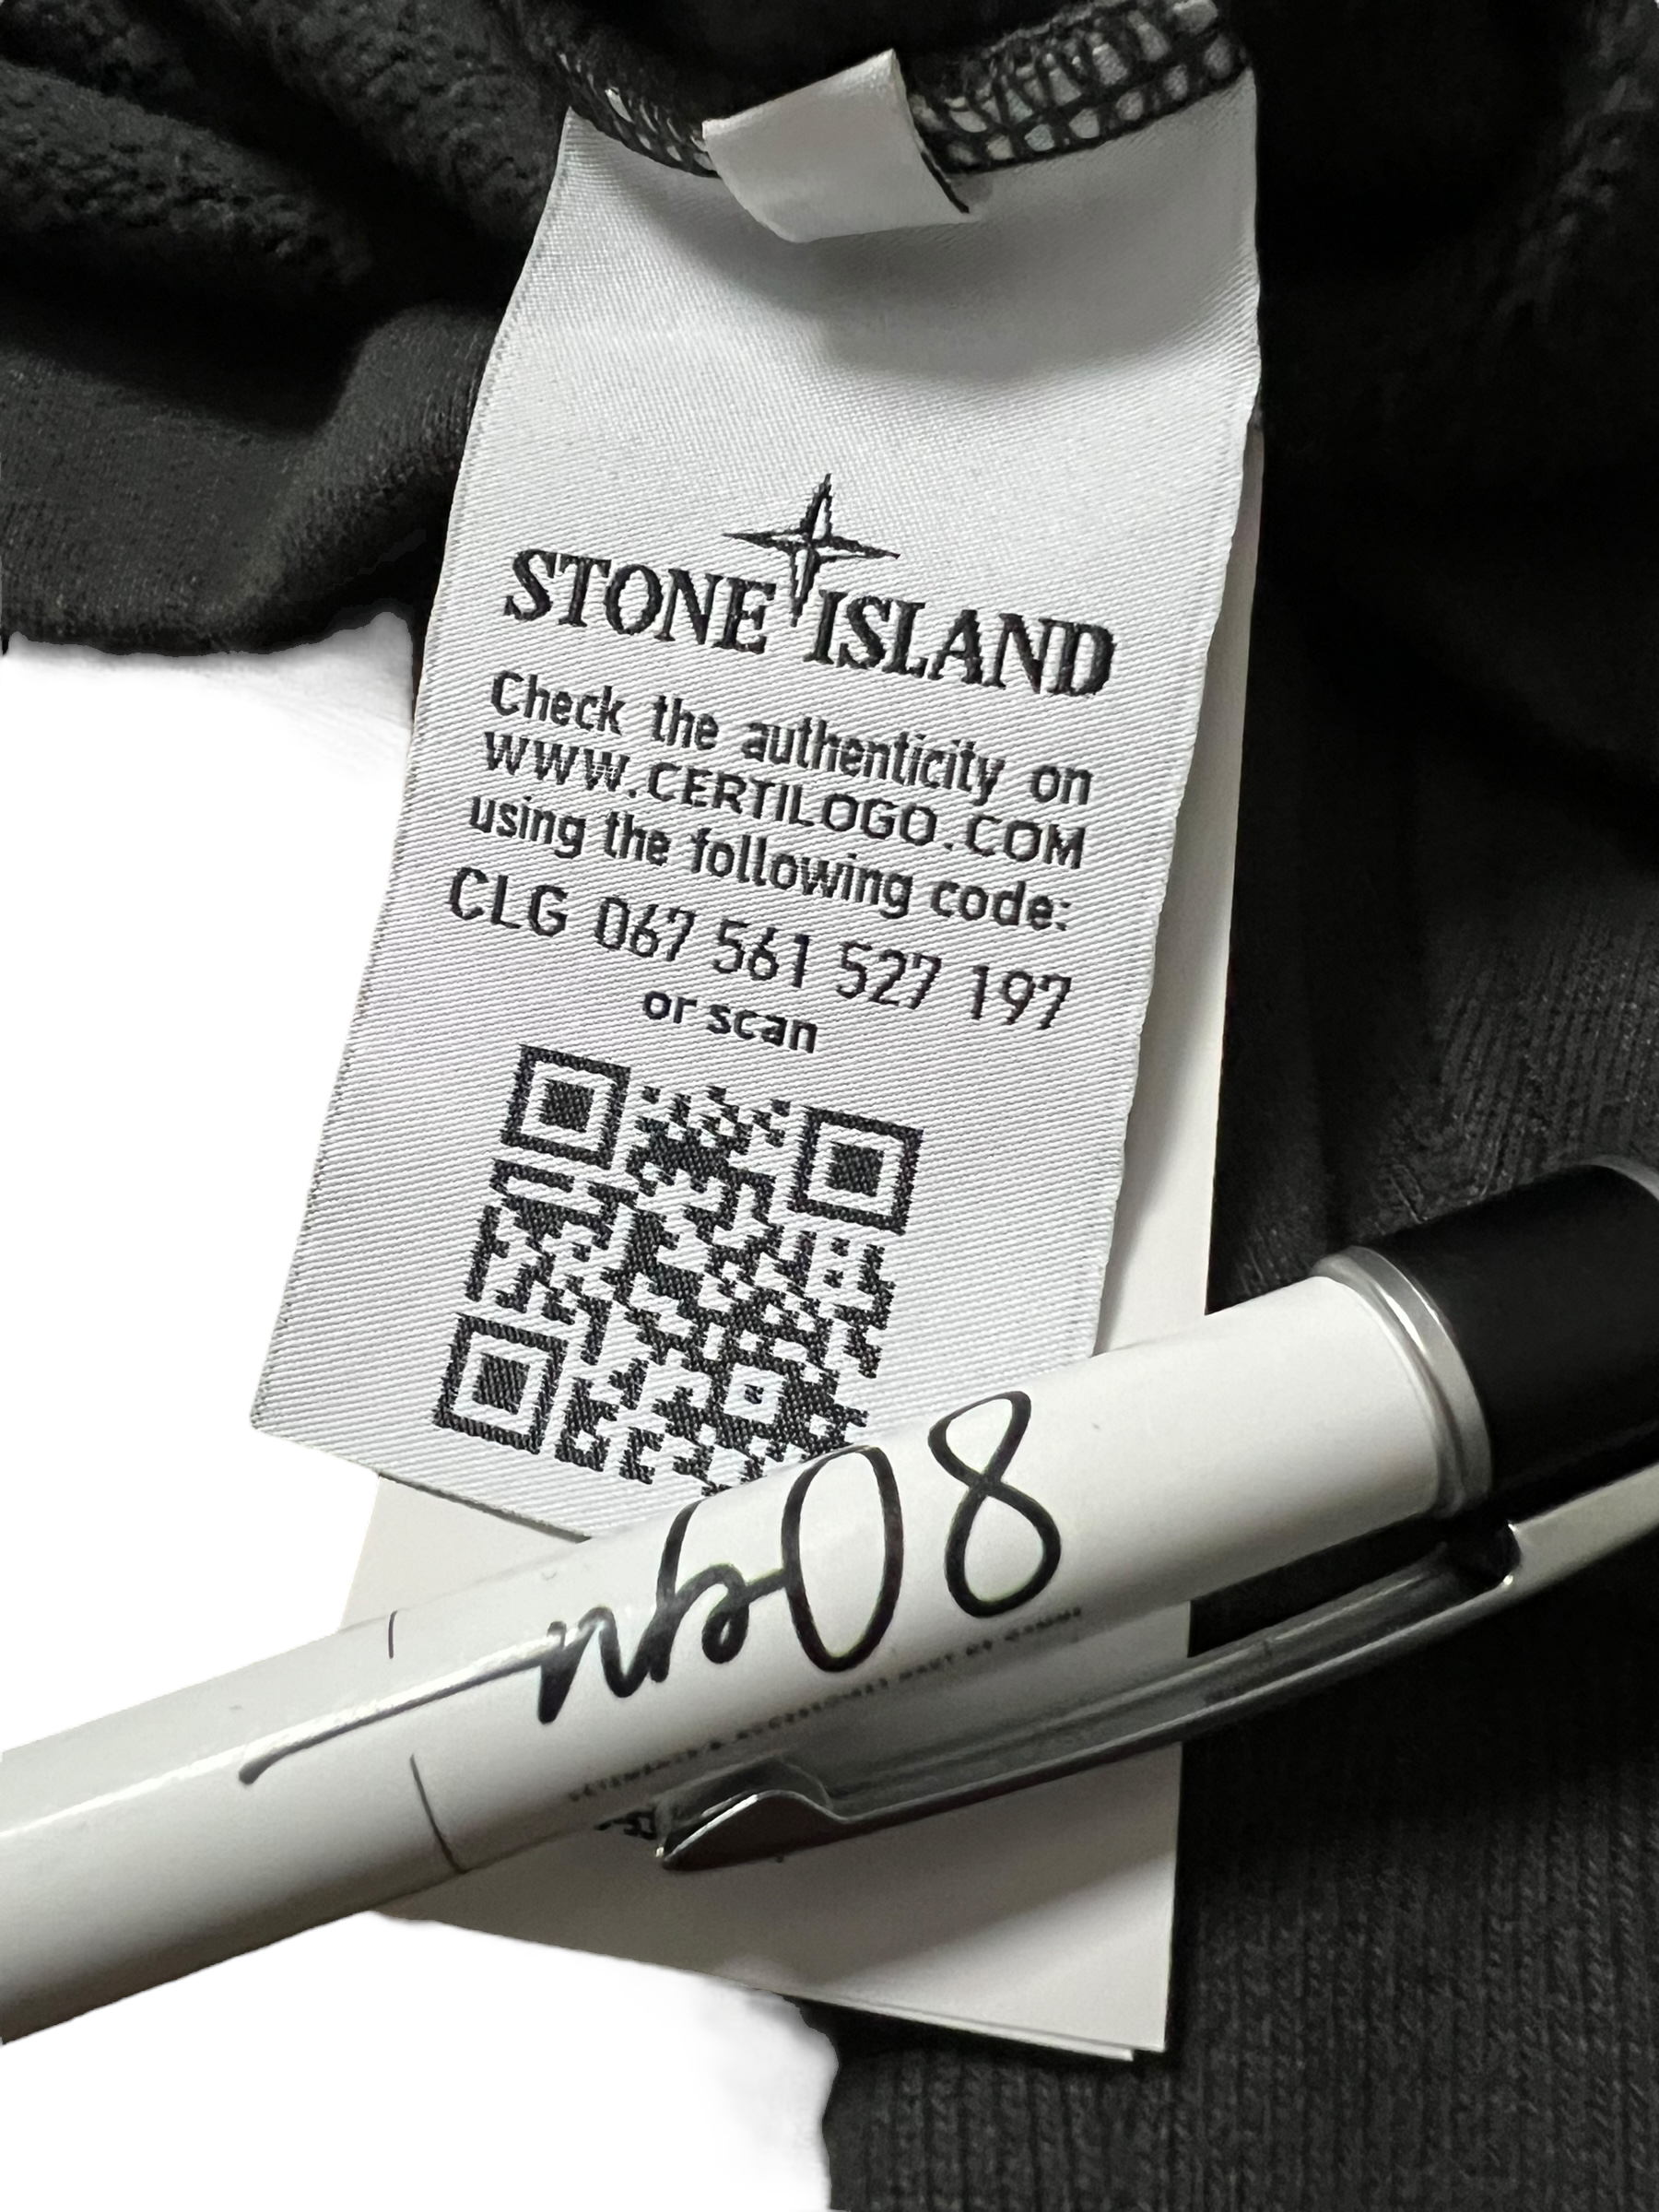 STONE ISLAND
Check the authenticity on
WWW.CERTILOGO.COM
using the following code:
CLG 067 561 527 197
or scan
nb08